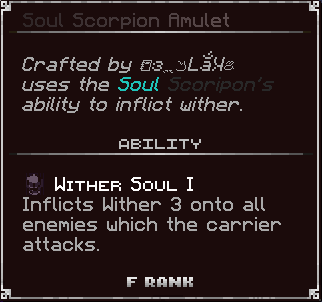 Soul Scorpion Amulet
Crafted by
uses the Soul Scoripon's
ability to inflict wither.
ABILITY
WITHER SOUL I
Inflicts Wither 3 onto all
enemies which the carrier
attacks.
F RANK